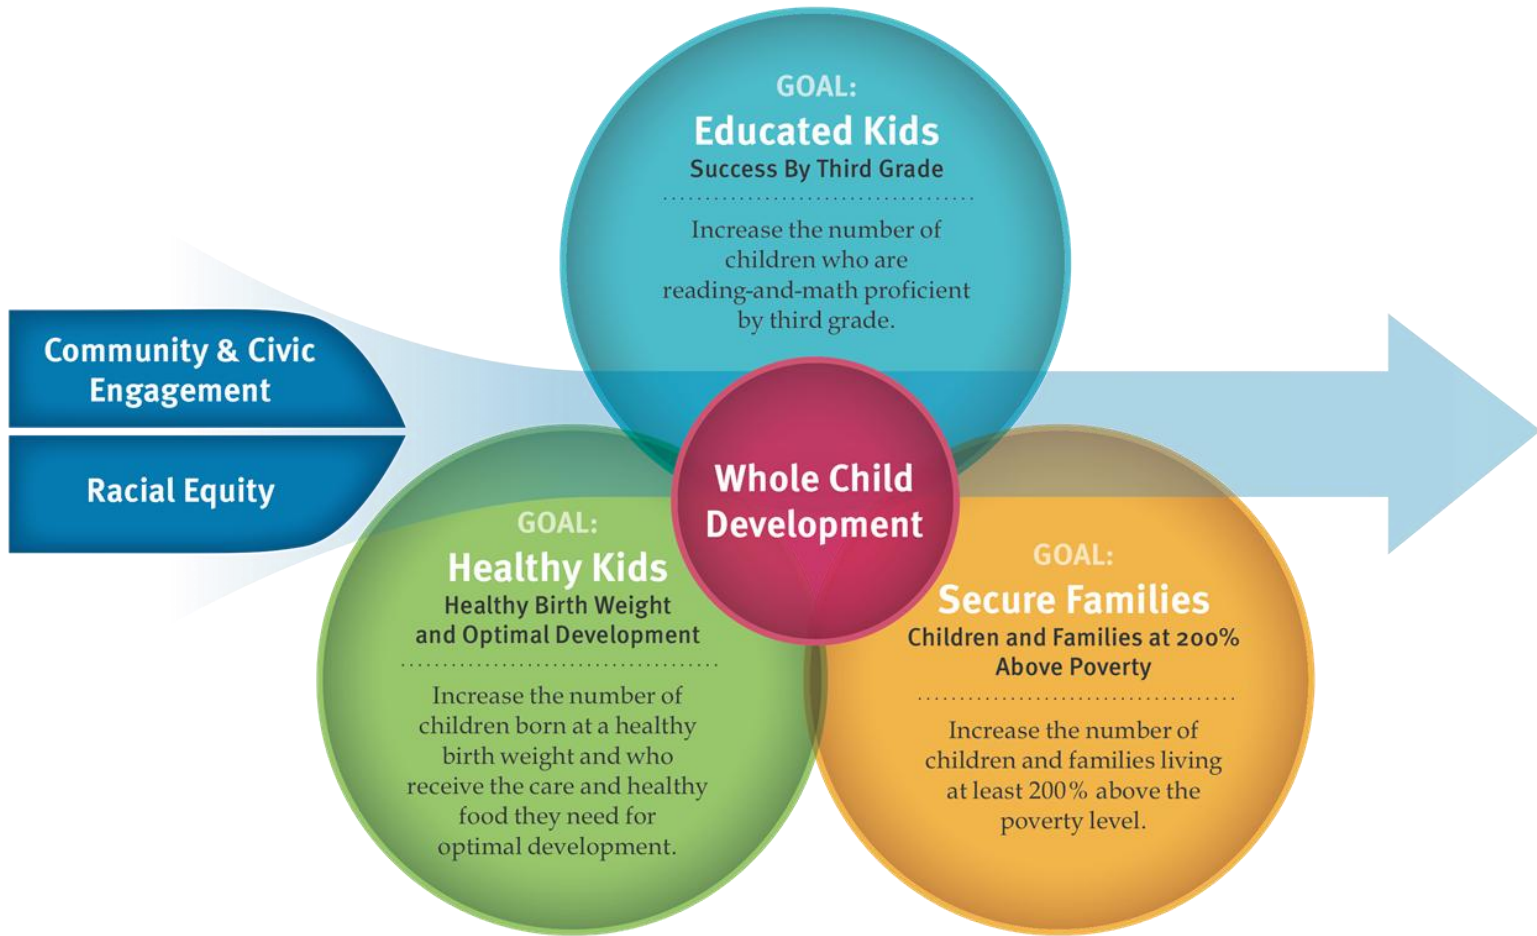 Community & Civic
Engagement
Racial Equity
GOAL:
Educated Kids
Success By Third Grade
Increase the number of
children who are
reading-and-math proficient
by third grade.
Whole Child
Development
GOAL:
Healthy Kids
Healthy Birth Weight
and Optimal Development
Increase the number of
children born at a healthy
birth weight and who
receive the care and healthy
food they need for
optimal development.
GOAL:
Secure Families
Children and Families at 200%
Above Poverty
Increase the number of
children and families living
at least 200% above the
poverty level.